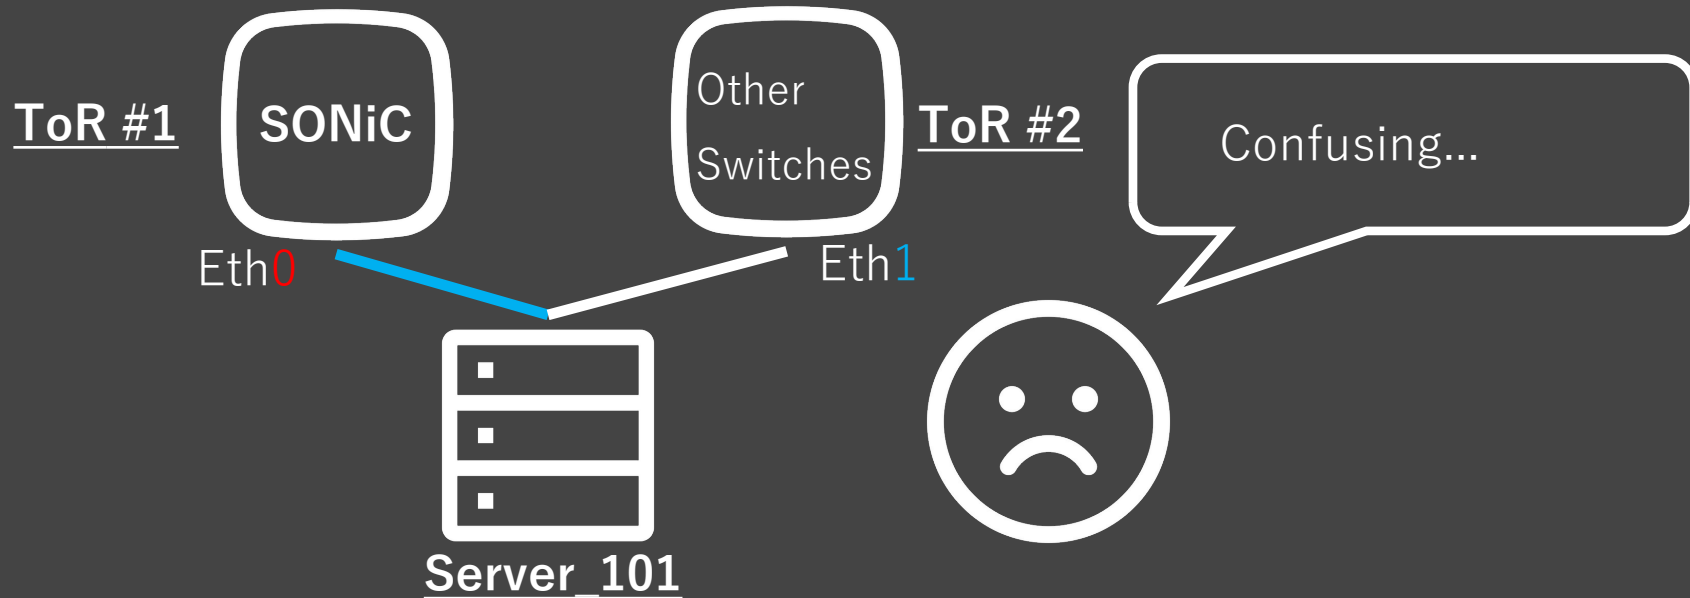 ToR #1
SONiC
Other
Switches
ToR #2
Confusing...
Eth0
Eth1
Server_101